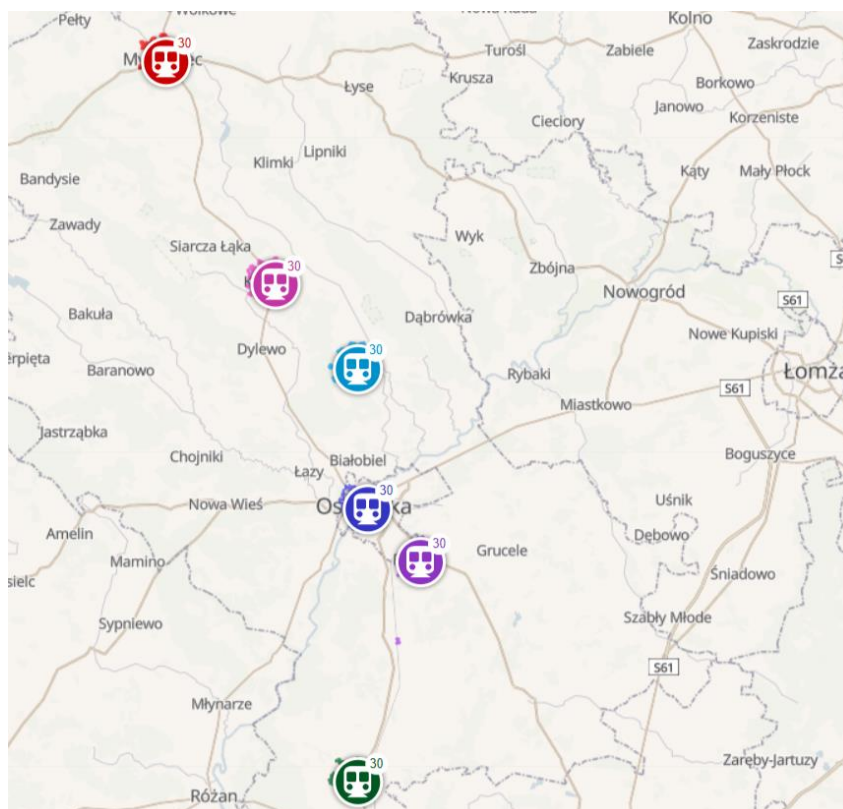 Pełty
Kolno
Turośl
Zabiele
Zaskrodzie
30
Łyse
Krusza
Borkowo
Janowo
Korzeniste
Cieciory
Lipniki
Klimki
Kąty
Mały Płock
Bandysie
Zawady
Siarcza Łąka
Wyk
Zbójna
30
Nowogród
S61
Bakuła
Dąbrówka
Nowe Kupiski
Dylewo
30
Baranowo
Rybaki
S61
Łomża
Miastkowo
Jastrząbka
Chojniki
Białobiel
Boguszyce
Łazy
30
Nowa Wieś
Uśnik
Amelin
Dębowo
30
Grucele
Mamino
Śniadowo
Sypniewo
Szabły Młode
S61
Młynarze
Zaręby-Jartuzy
30
Różan